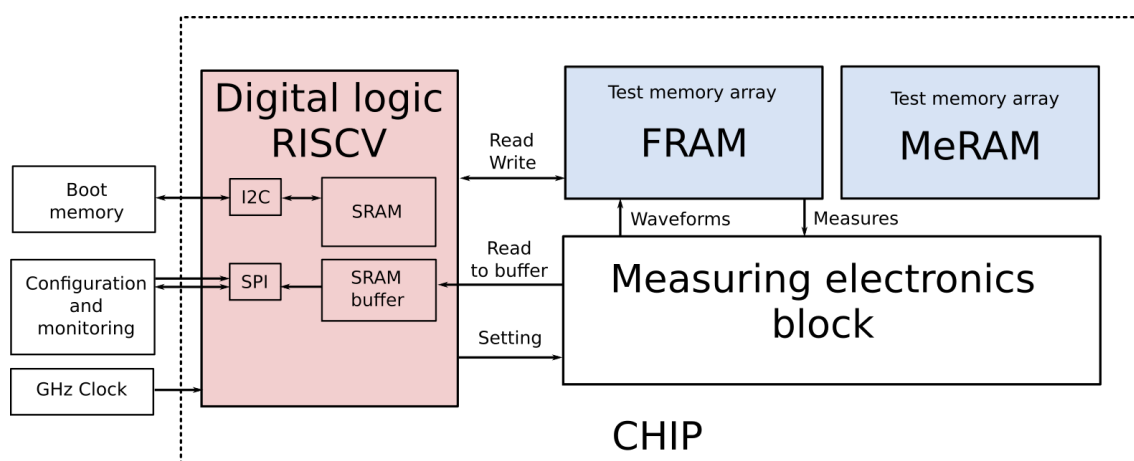 Digital logic
RISCV
I2C
SRAM
SPI
SRAM
buffer
Boot
memory
Configuration
and
monitoring
GHz Clock
Read
Write
Read
to buffer
Setting
Test memory array
FRAM
Test memory array
MeRAM
Waveforms
Measures
Measuring electronics
block
CHIP